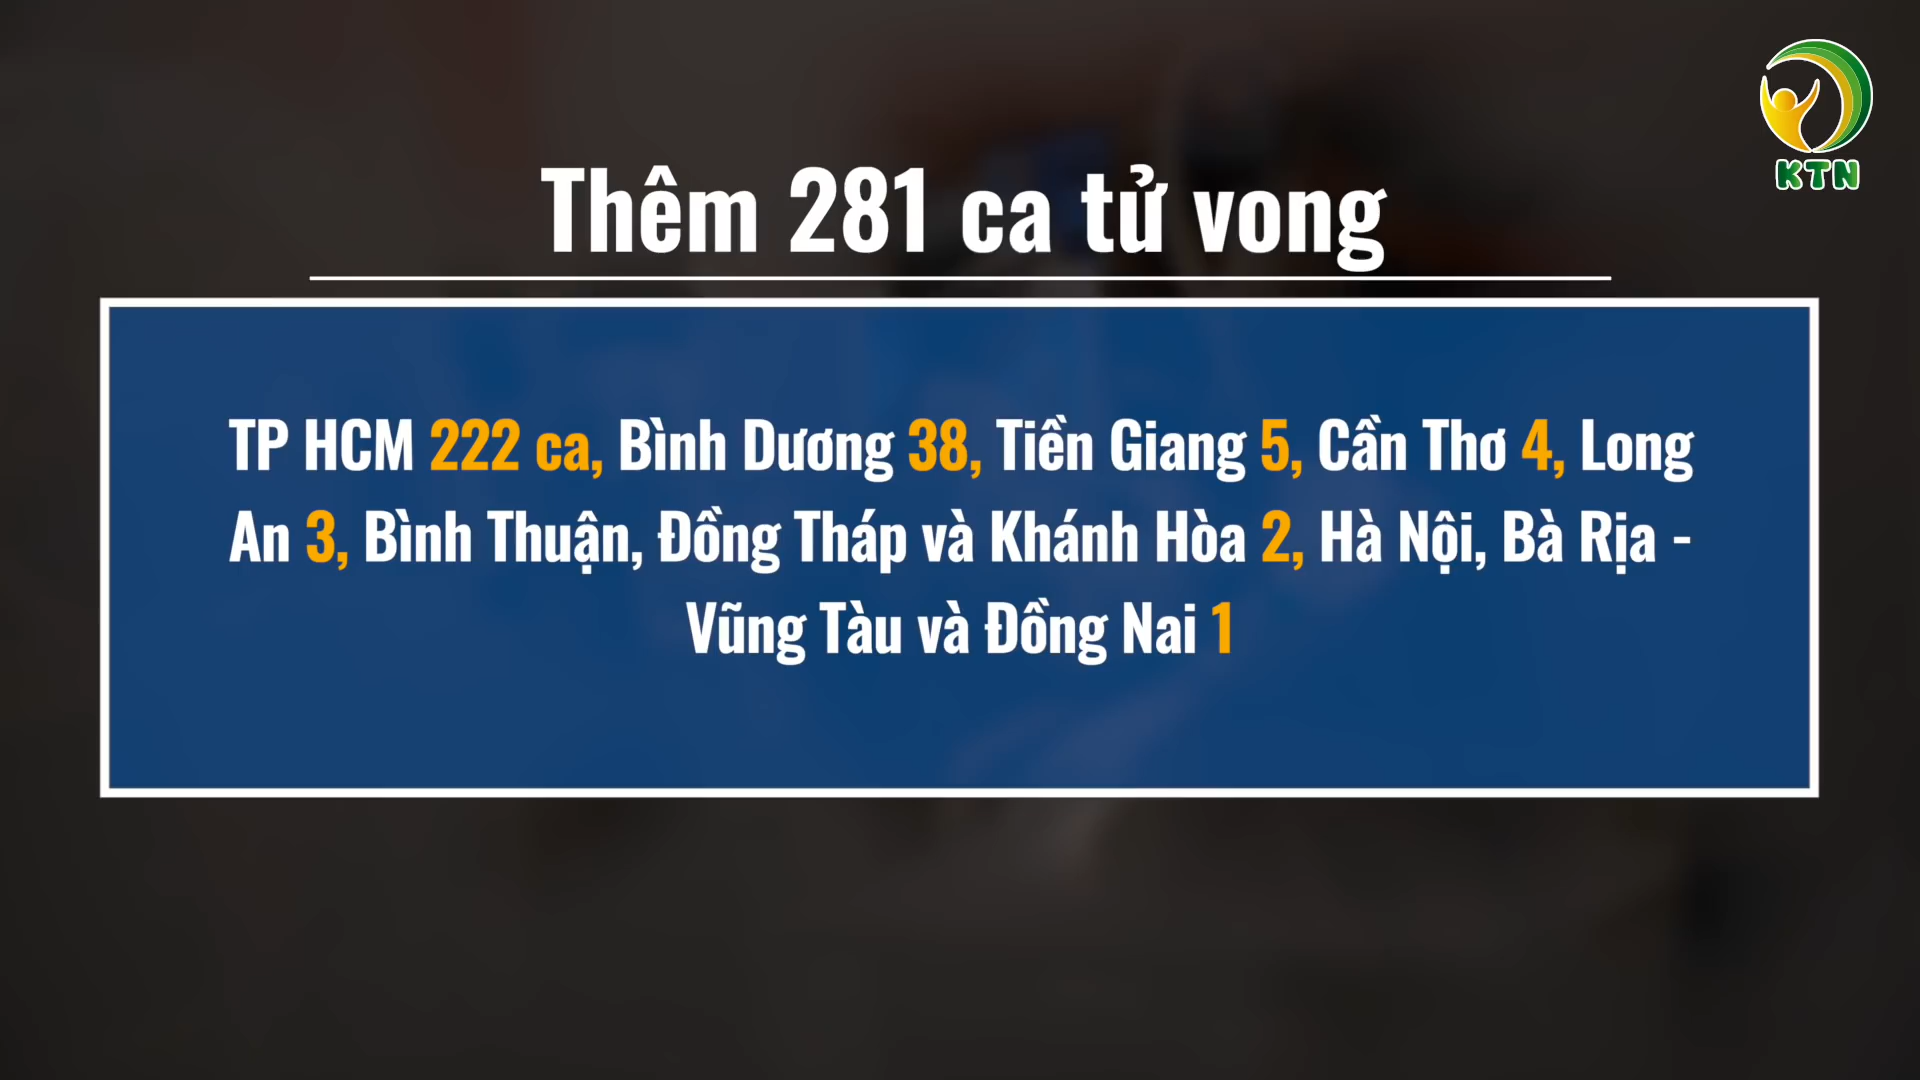 KTN
Thêm 281 ca tử vong
TP HCM 222 ca, Bình Dương 38, Tiền Giang 5, Cần Thơ 4, Long
An 3, Bình Thuận, Đồng Tháp và Khánh Hòa 2, Hà Nội, Bà Rịa -
Vũng Tàu và Đồng Nai 1